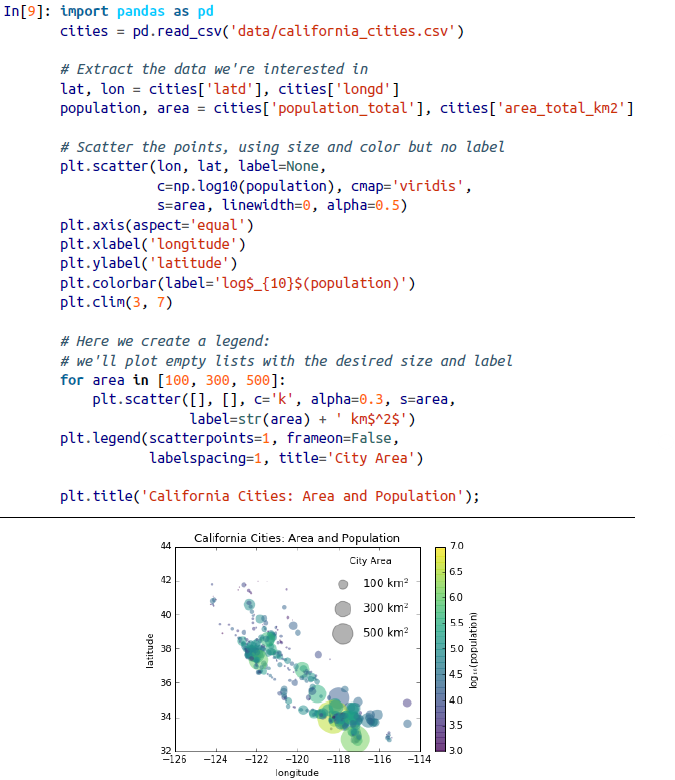 In[9]: import pandas as pd
cities = pd.read_csv('data/california_cities.csv')
# Extract the data we're interested in
lat, lon = cities['latd'], cities['longd']
population, area = cities['population_total'], cities['area_total_km2']
# Scatter the points, using size and color but no label
plt.scatter(lon, lat, label=None,
c=np.log10(population), cmap='viridis',
s=area, linewidth=0, alpha=0.5)
plt.axis(aspect='equal')
plt.xlabel('longitude')
plt.ylabel('latitude')
plt.colorbar(label='log$_{10}$(population)')
plt.clim(3, 7)
# Here we create a legend:
# we'll plot empty lists with the desired size and label
for area in [100, 300, 500]:
plt.scatter([], [], c='k', alpha=0.3, s=area,
label=str(area) + ' km$^2$')
plt.legend(scatterpoints=1, frameon=False,
labelspacing=1, title='City Area')
plt.title('California Cities: Area and Population');
California Cities: Area and Population
44
42
40
38
36
34
32
latitude
−126 −124 −122 −120 −118 −116 −114
longitude
City Area
100 km²
300 km²
500 km²
7.0
6.5
6.0
5.5
5.0
4.5
4.0
3.5
3.0
log₁₀(population)